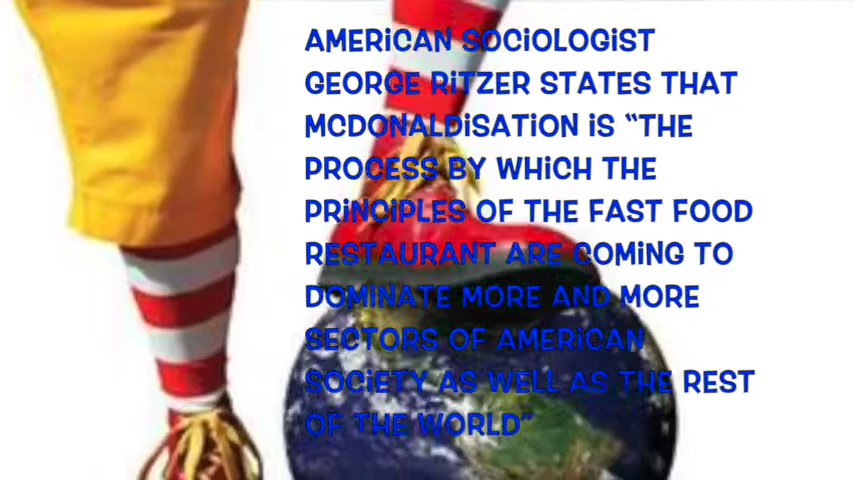 AMERiCAN SOCiOLOGiST
GEORGE RiTZER STATES THAT
MCDONALDiSATiON iS “THE
PROCESS BY WHiCH THE
PRiNCiPLES OF THE FAST FOOD
RESTAURANT ARE COMiNG TO
DOMiNATE MORE AND MORE
SECTORS OF AMERiCAN
SOCiETY AS WELL AS THE REST
OF THE WORLD”